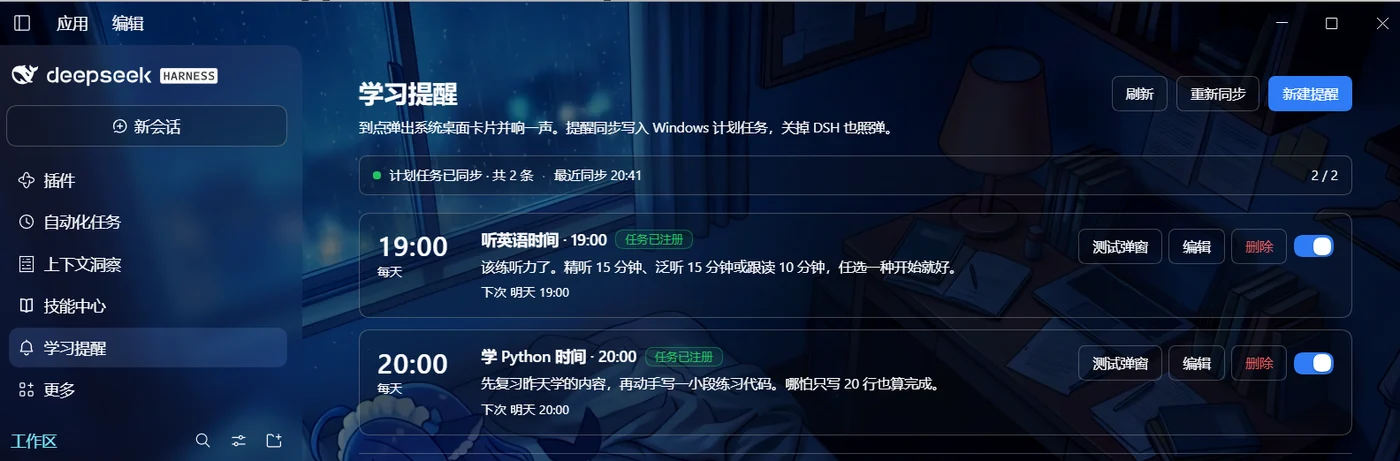 应用 编辑
deepseek HARNESS
新会话
插件
自动化任务
上下文洞察
技能中心
学习提醒
更多
工作区
学习提醒
刷新 重新同步 新建提醒
到点弹出系统桌面卡片并响一声。提醒同步写入 Windows 计划任务，关掉 DSH 也照弹。
计划任务已同步 · 共 2 条 · 最近同步 20:41
2 / 2
19:00
每天
听英语时间 · 19:00 任务已注册
该练听力了。精听 15 分钟、泛听 15 分钟或跟读 10 分钟，任选一种开始就好。
下次 明天 19:00
测试弹窗 编辑 删除
20:00
每天
学 Python 时间 · 20:00 任务已注册
先复习昨天学的内容，再动手写一小段练习代码。哪怕只写 20 行也算完成。
下次 明天 20:00
测试弹窗 编辑 删除